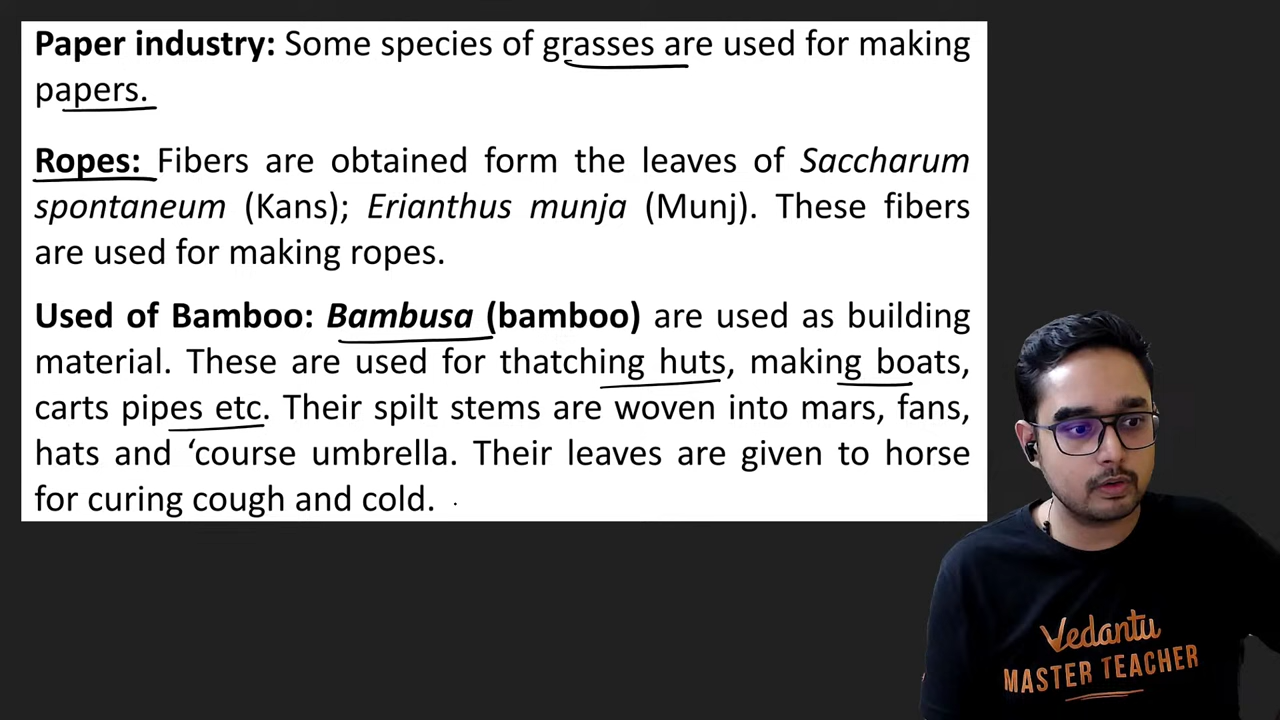 Paper industry: Some species of grasses are used for making
papers.
Ropes: Fibers are obtained form the leaves of Saccharum
spontaneum (Kans); Erianthus munja (Munj). These fibers
are used for making ropes.
Used of Bamboo: Bambusa (bamboo) are used as building
material. These are used for thatching huts, making boats,
carts pipes etc. Their spilt stems are woven into mars, fans,
hats and ‘course umbrella. Their leaves are given to horse
for curing cough and cold.
Vedantu
MASTER TEACHER